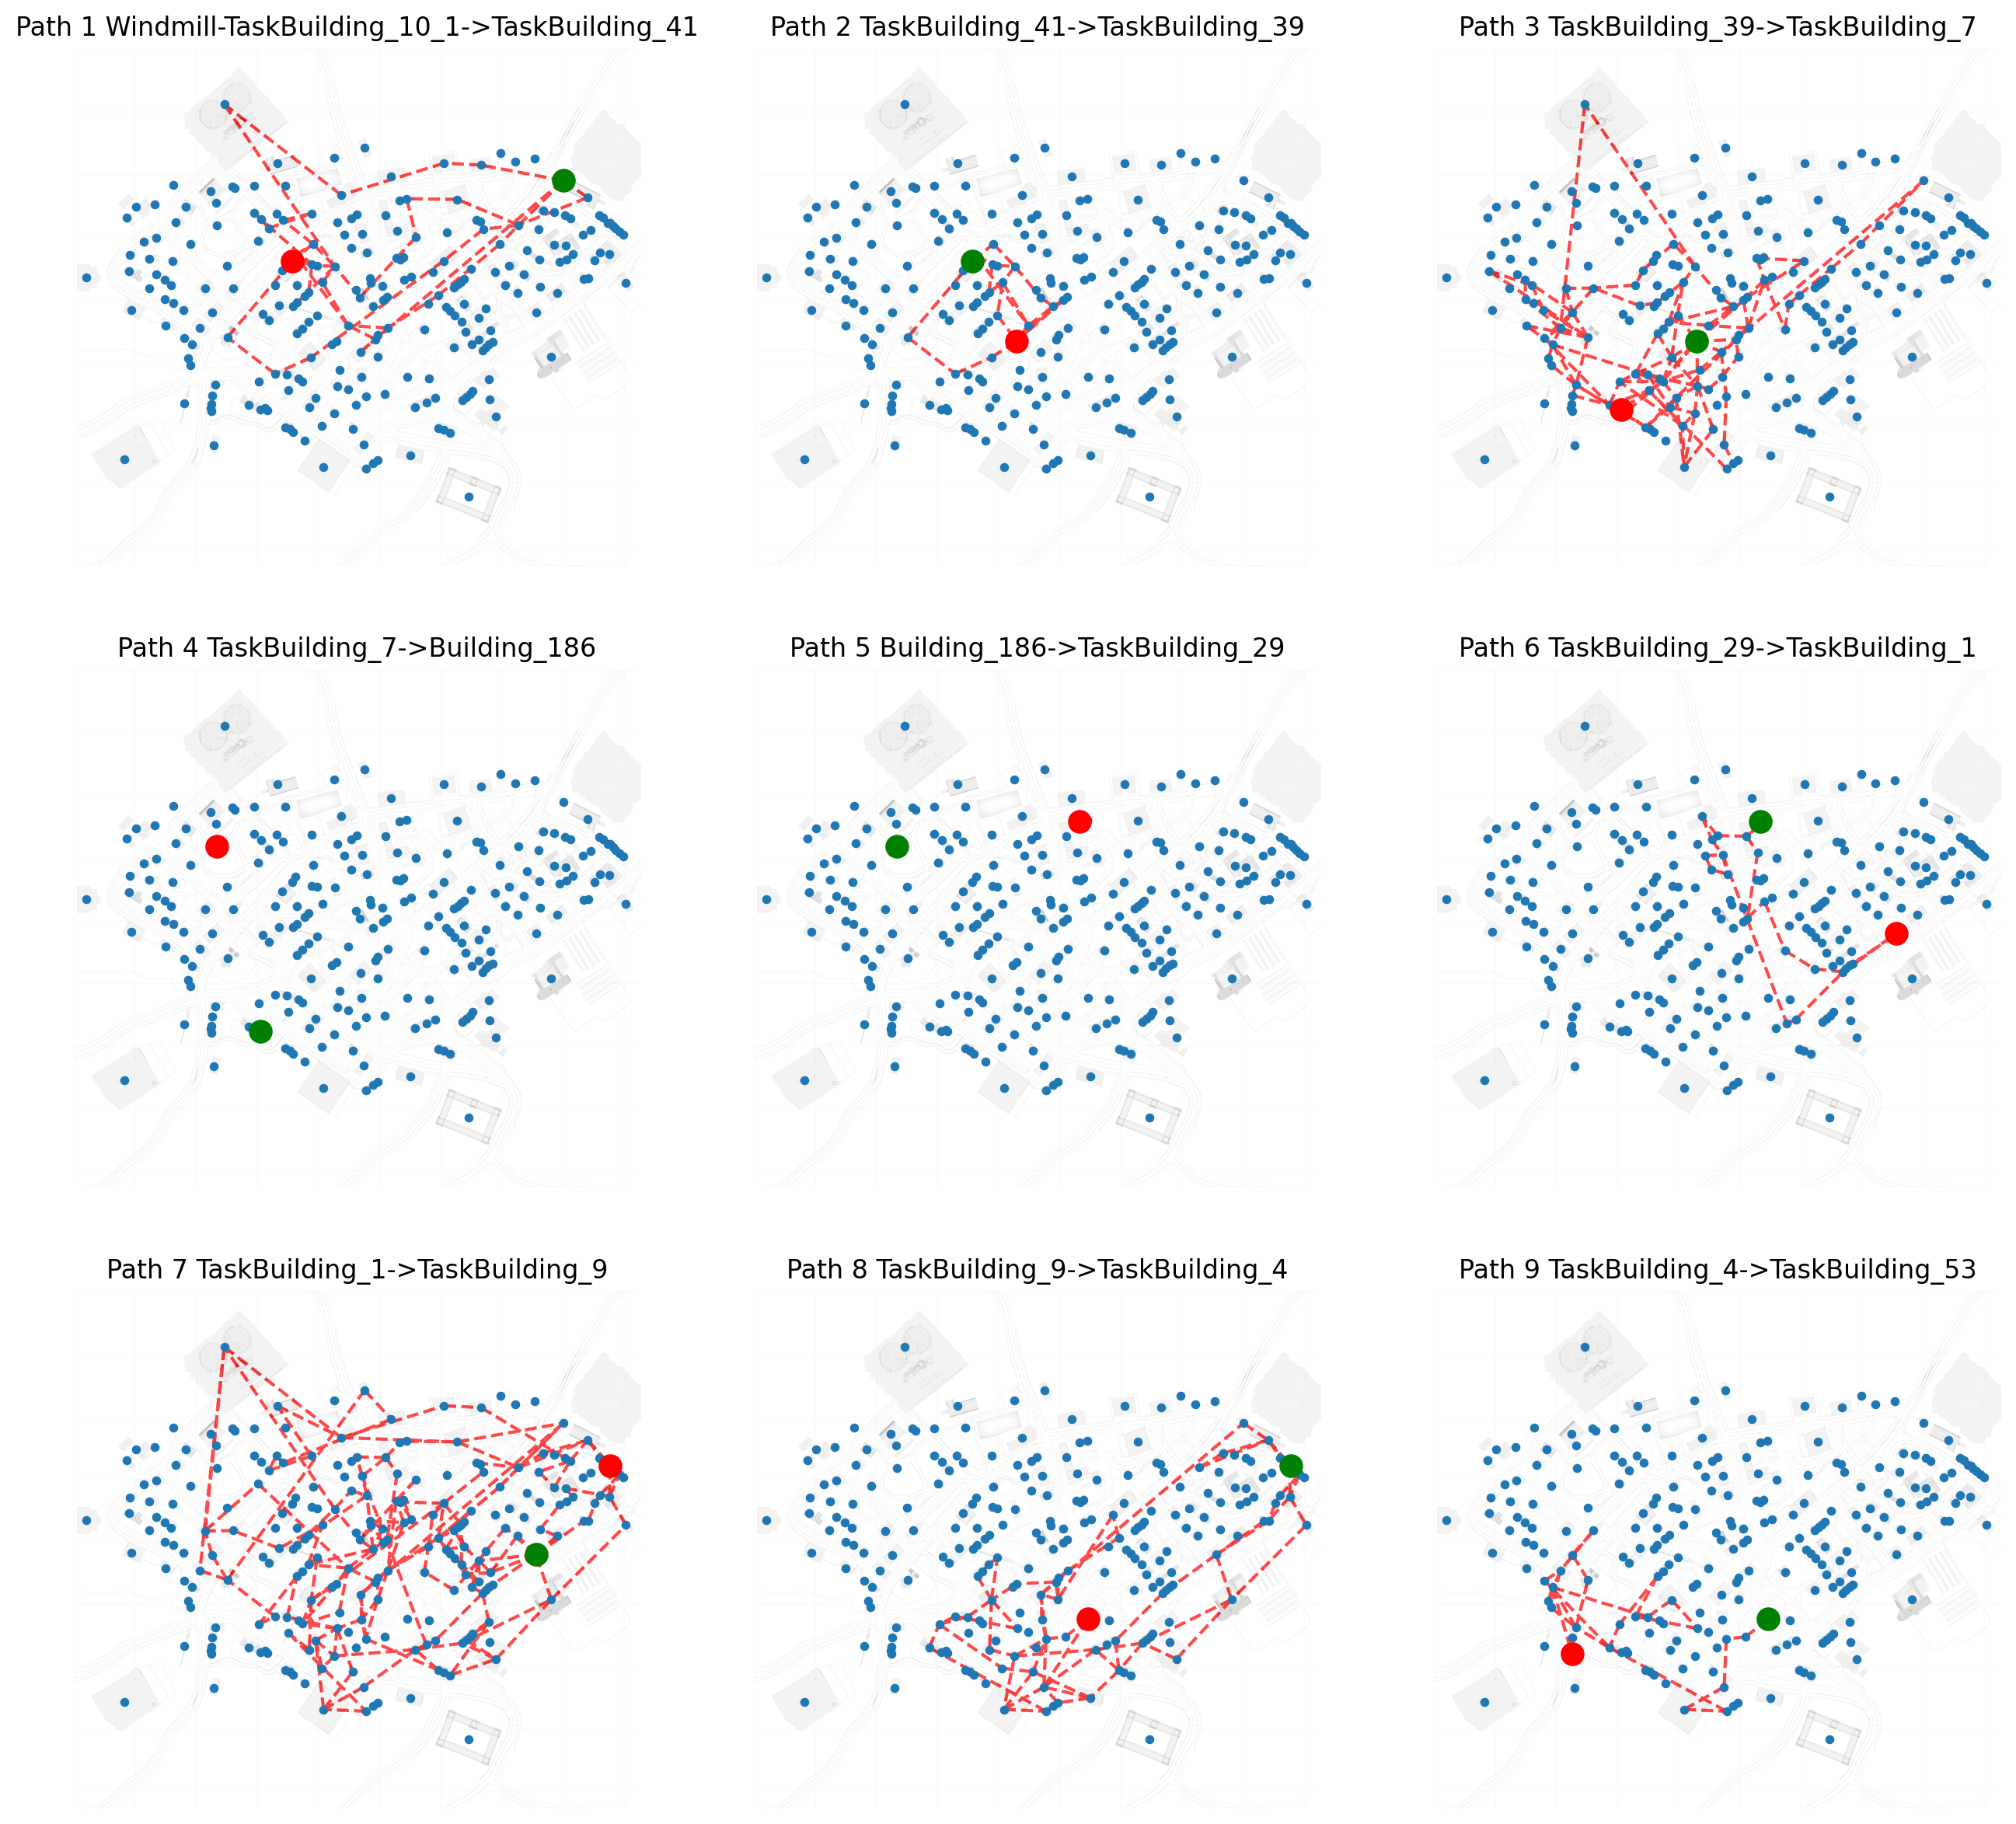 Path 1 Windmill-TaskBuilding_10_1->TaskBuilding_41
Path 2 TaskBuilding_41->TaskBuilding_39
Path 3 TaskBuilding_39->TaskBuilding_7
Path 4 TaskBuilding_7->Building_186
Path 5 Building_186->TaskBuilding_29
Path 6 TaskBuilding_29->TaskBuilding_1
Path 7 TaskBuilding_1->TaskBuilding_9
Path 8 TaskBuilding_9->TaskBuilding_4
Path 9 TaskBuilding_4->TaskBuilding_53